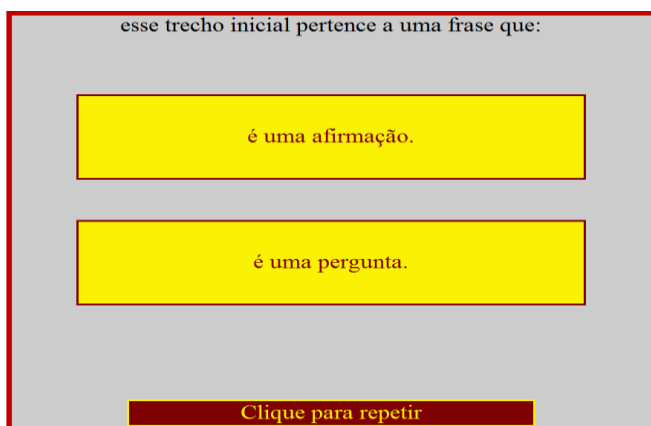 esse trecho inicial pertence a uma frase que:
é uma afirmação.
é uma pergunta.
Clique para repetir